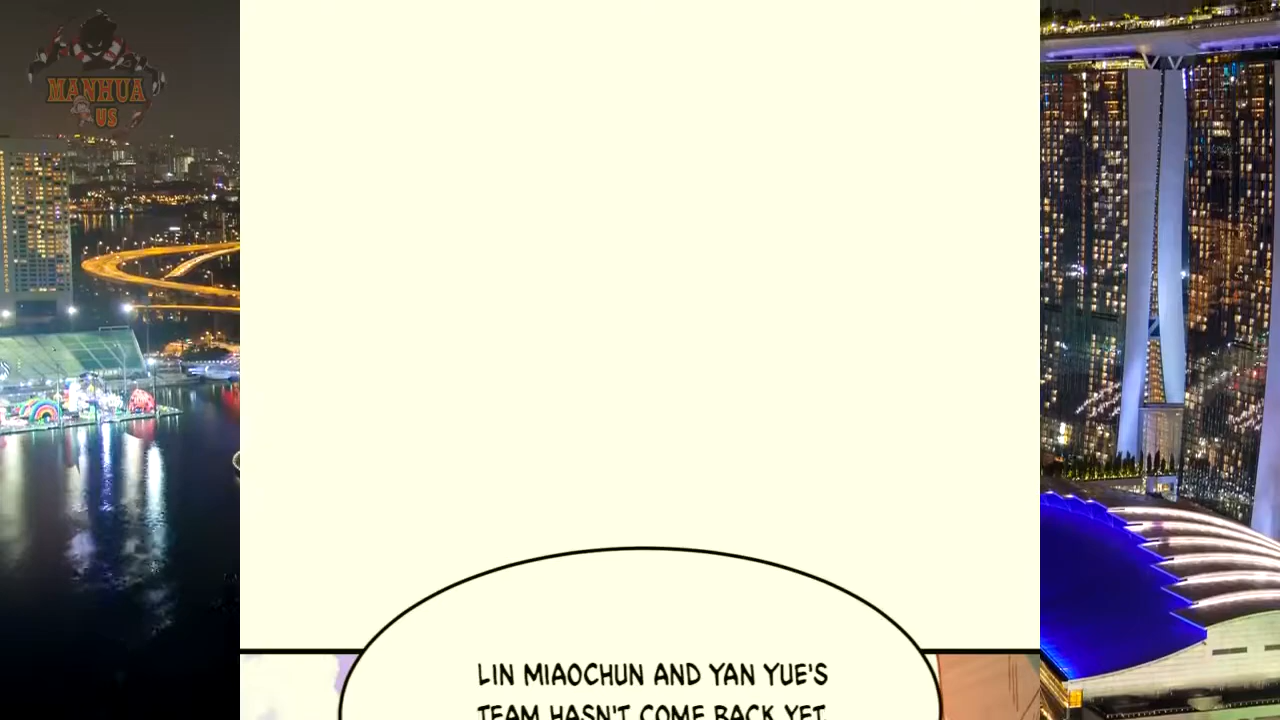 MANHUA
US
LIN MIAOCHUN AND YAN YUE'S
TEAM HASN'T COME BACK YET.